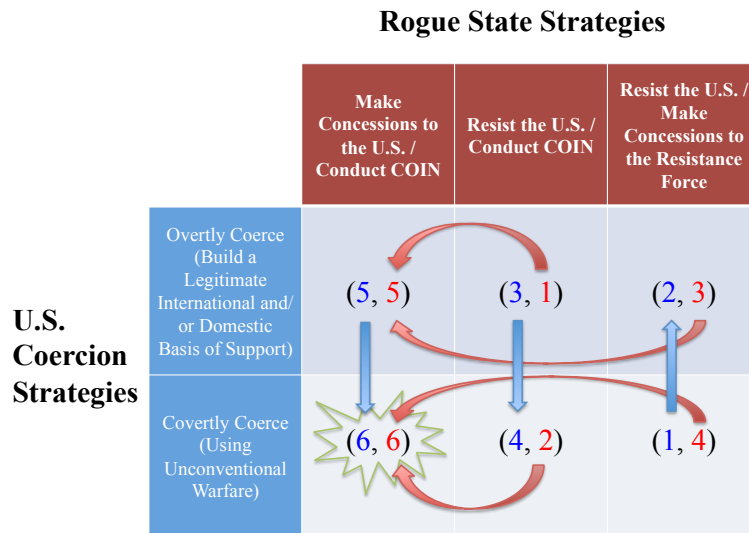 Rogue State Strategies
Make
Concessions to
the U.S. /
Conduct COIN
Resist the U.S. /
Conduct COIN
Resist the U.S. /
Make
Concessions to
the Resistance
Force
U.S.
Coercion
Strategies
Overtly Coerce
(Build a
Legitimate
International and/
or Domestic
Basis of Support)
(5, 5)
(3, 1)
(2, 3)
Covertly Coerce
(Using
Unconventional
Warfare)
(6, 6)
(4, 2)
(1, 4)